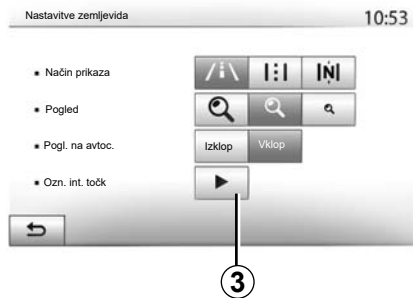 Nastavitve zemljevida 10:53
Način prikaza
N
Pogled
Pogl. na avtoc. Izklop Vklop
Ozn. int. točk
3